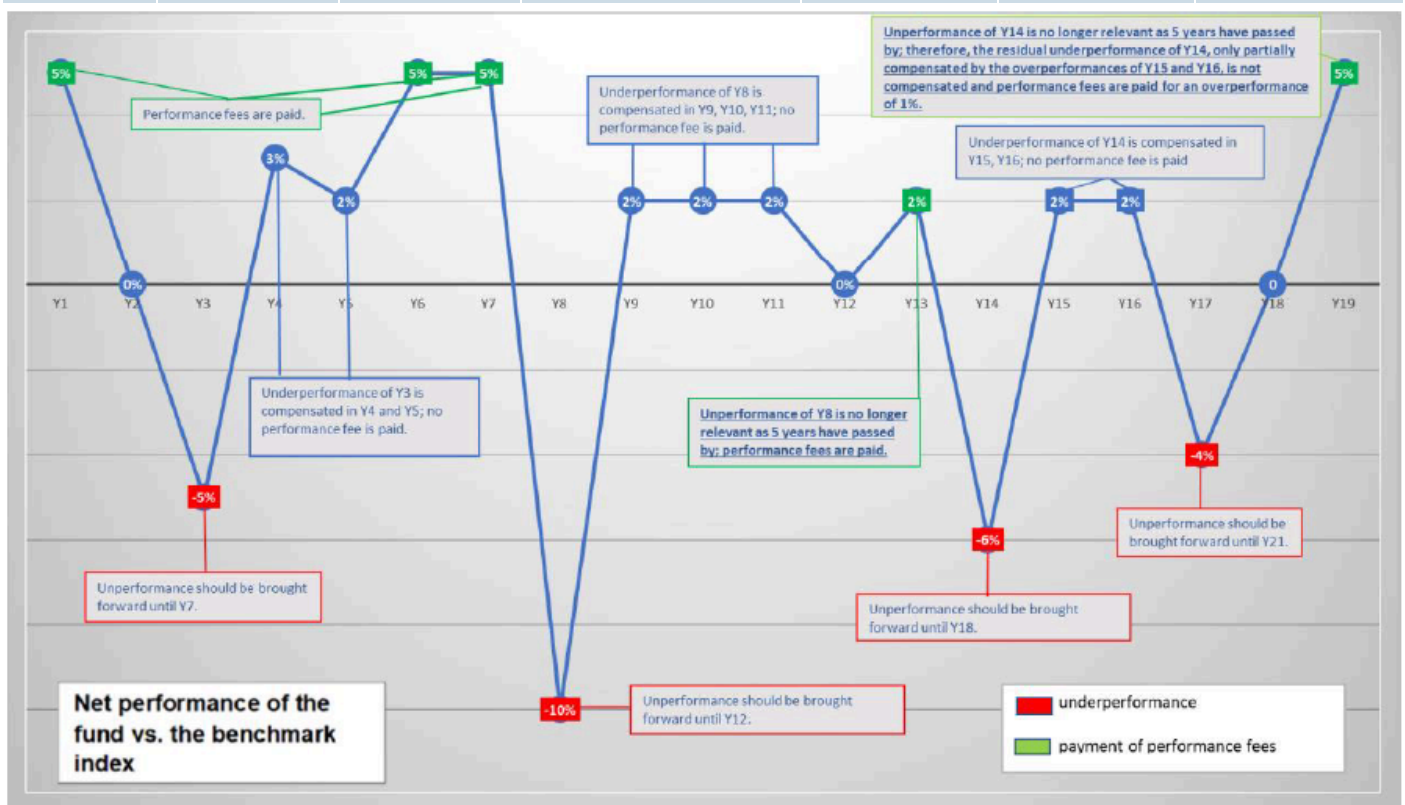 Unperformance of Y14 is no longer relevant as 5 years have passed
by; therefore, the residual underperformance of Y14, only partially
compensated by the overperformances of Y15 and Y16, is not
compensated and performance fees are paid for an overperformance
of 1%.
5%
5%
5%
5%
Performance fees are paid.
Underperformance of Y8 is
compensated in Y9, Y10, Y11; no
performance fee is paid.
Underperformance of Y14 is compensated in
Y15, Y16; no performance fee is paid
3%
2%
2%
2%
2%
2%
2%
2%
0%
0%
0
Y1
Y2
Y3
Y4
Y5
Y6
Y7
Y8
Y9
Y10
Y11
Y12
Y13
Y14
Y15
Y16
Y17
Y18
Y19
Underperformance of Y3 is
compensated in Y4 and Y5; no
performance fee is paid.
Unperformance of Y8 is no longer
relevant as 5 years have passed
by; performance fees are paid.
-4%
-5%
-6%
Unperformance should be
brought forward until Y21.
Unperformance should be brought
forward until Y7.
Unperformance should be brought
forward until Y18.
-10%
Unperformance should be brought
forward until Y12.
Net performance of the
fund vs. the benchmark
index
underperformance
payment of performance fees